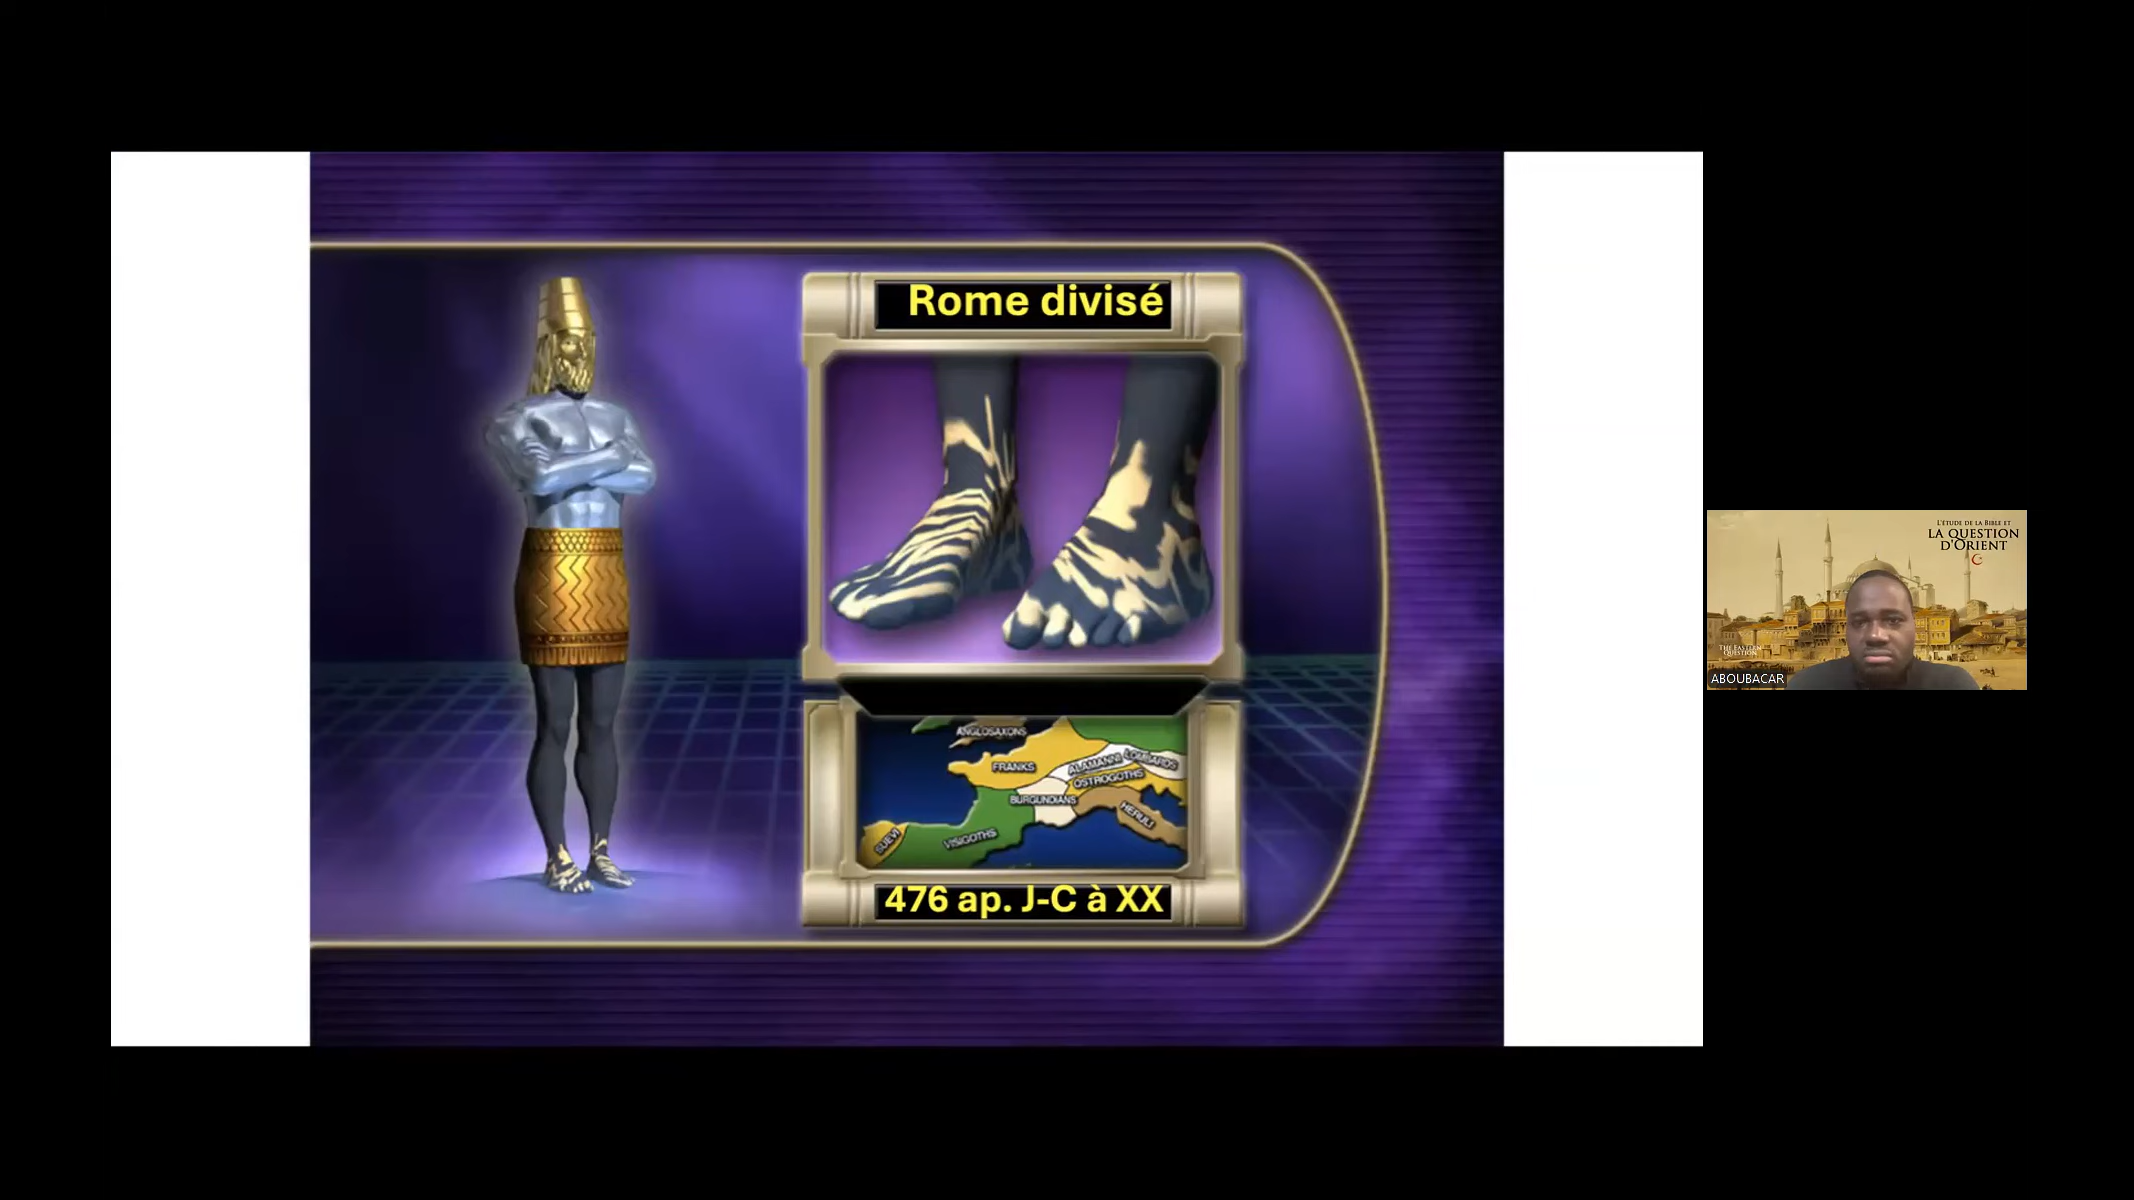 Rome divisé
ANGLOSAXONS
FRANKS
ALAMANNI
LOMBARDS
OSTROGOTHS
BURGUNDIANS
HERULI
SUEVI
VISIGOTHS
476 ap. J-C à XX
L'ÉTUDE DE LA BIBLE ET
LA QUESTION
D'ORIENT
THE EASTERN
QUESTION
ABOUBACAR